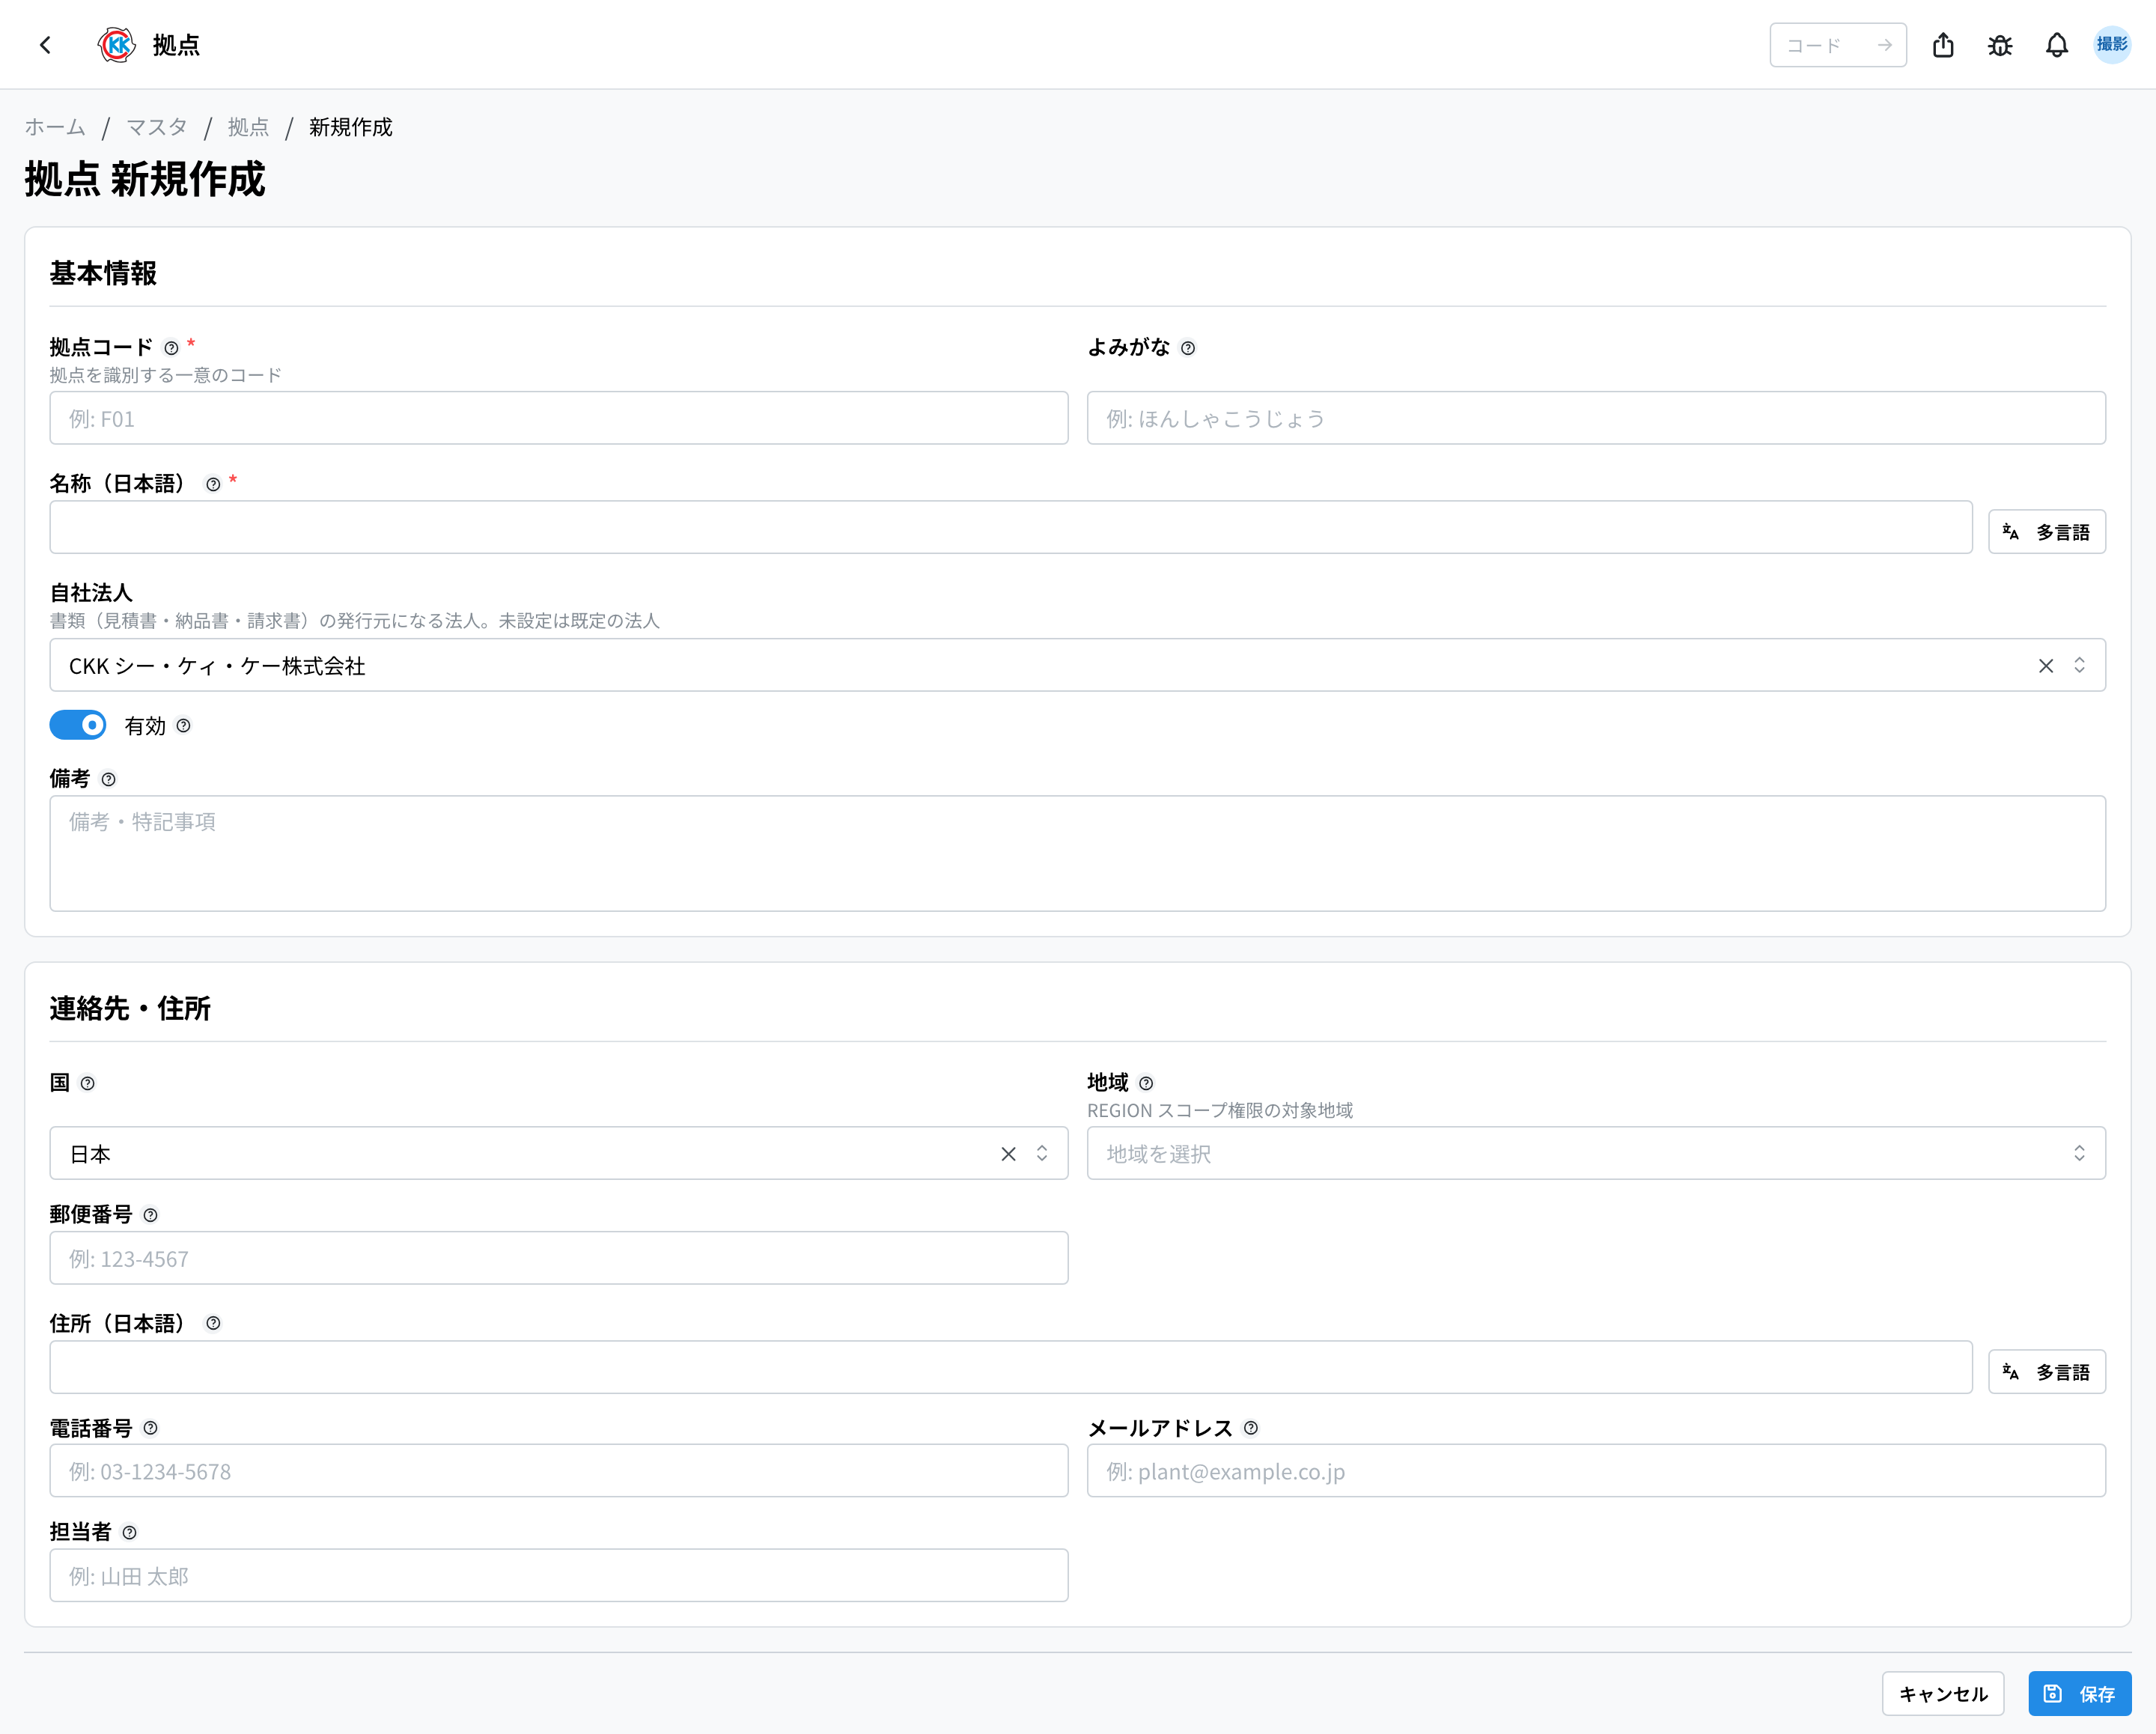 CKK 拠点
コード
撮影
ホーム / マスタ / 拠点 / 新規作成
拠点 新規作成
基本情報
拠点コード *
拠点を識別する一意のコード
例: F01
よみがな
例: ほんしゃこうじょう
名称（日本語） *
多言語
自社法人
書類（見積書・納品書・請求書）の発行元になる法人。未設定は既定の法人
CKK シー・ケィ・ケー株式会社
有効
備考
備考・特記事項
連絡先・住所
国
日本
地域
REGION スコープ権限の対象地域
地域を選択
郵便番号
例: 123-4567
住所（日本語）
多言語
電話番号
例: 03-1234-5678
メールアドレス
例: plant@example.co.jp
担当者
例: 山田 太郎
キャンセル
保存